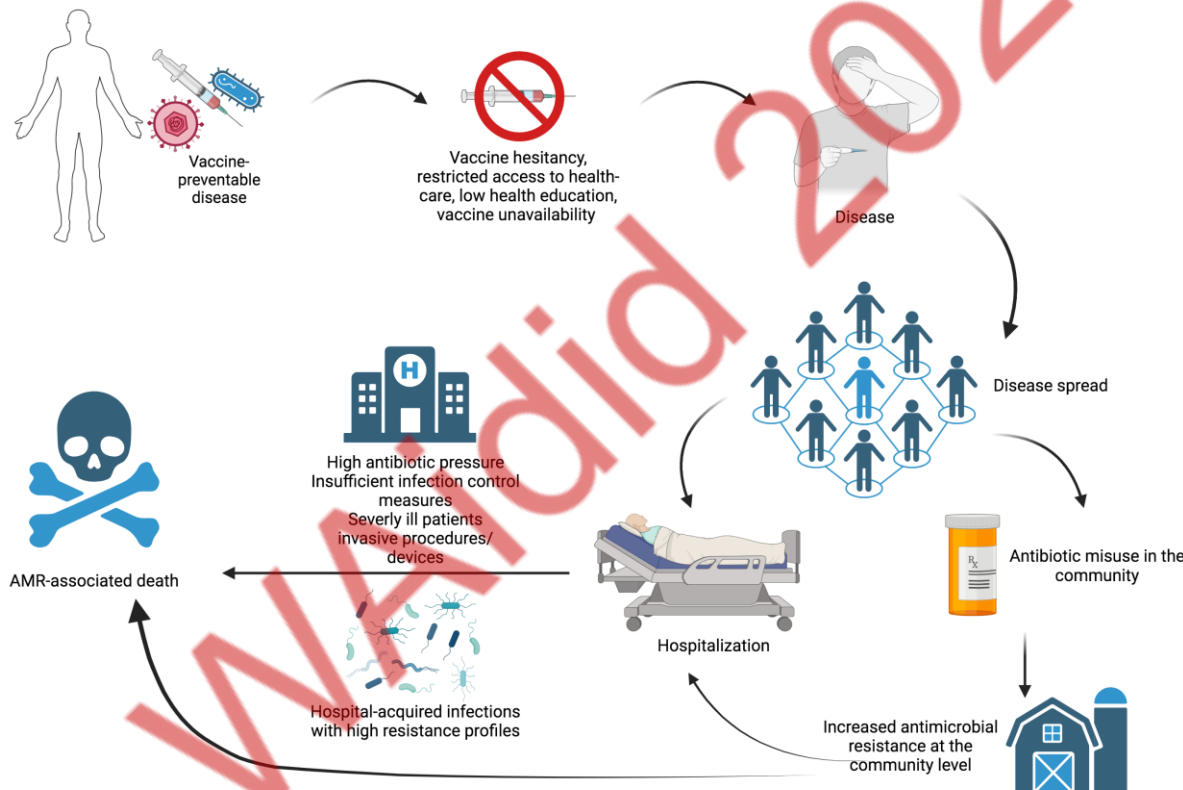 Vaccine-
preventable
disease
Vaccine hesitancy,
restricted access to health-
care, low health education,
vaccine unavailability
Disease
Disease spread
H
High antibiotic pressure
Insufficient infection control
measures
Severly ill patients
invasive procedures/
devices
AMR-associated death
Rx
Antibiotic misuse in the
community
Hospitalization
Hospital-acquired infections
with high resistance profiles
Increased antimicrobial
resistance at the
community level
WAidid 202